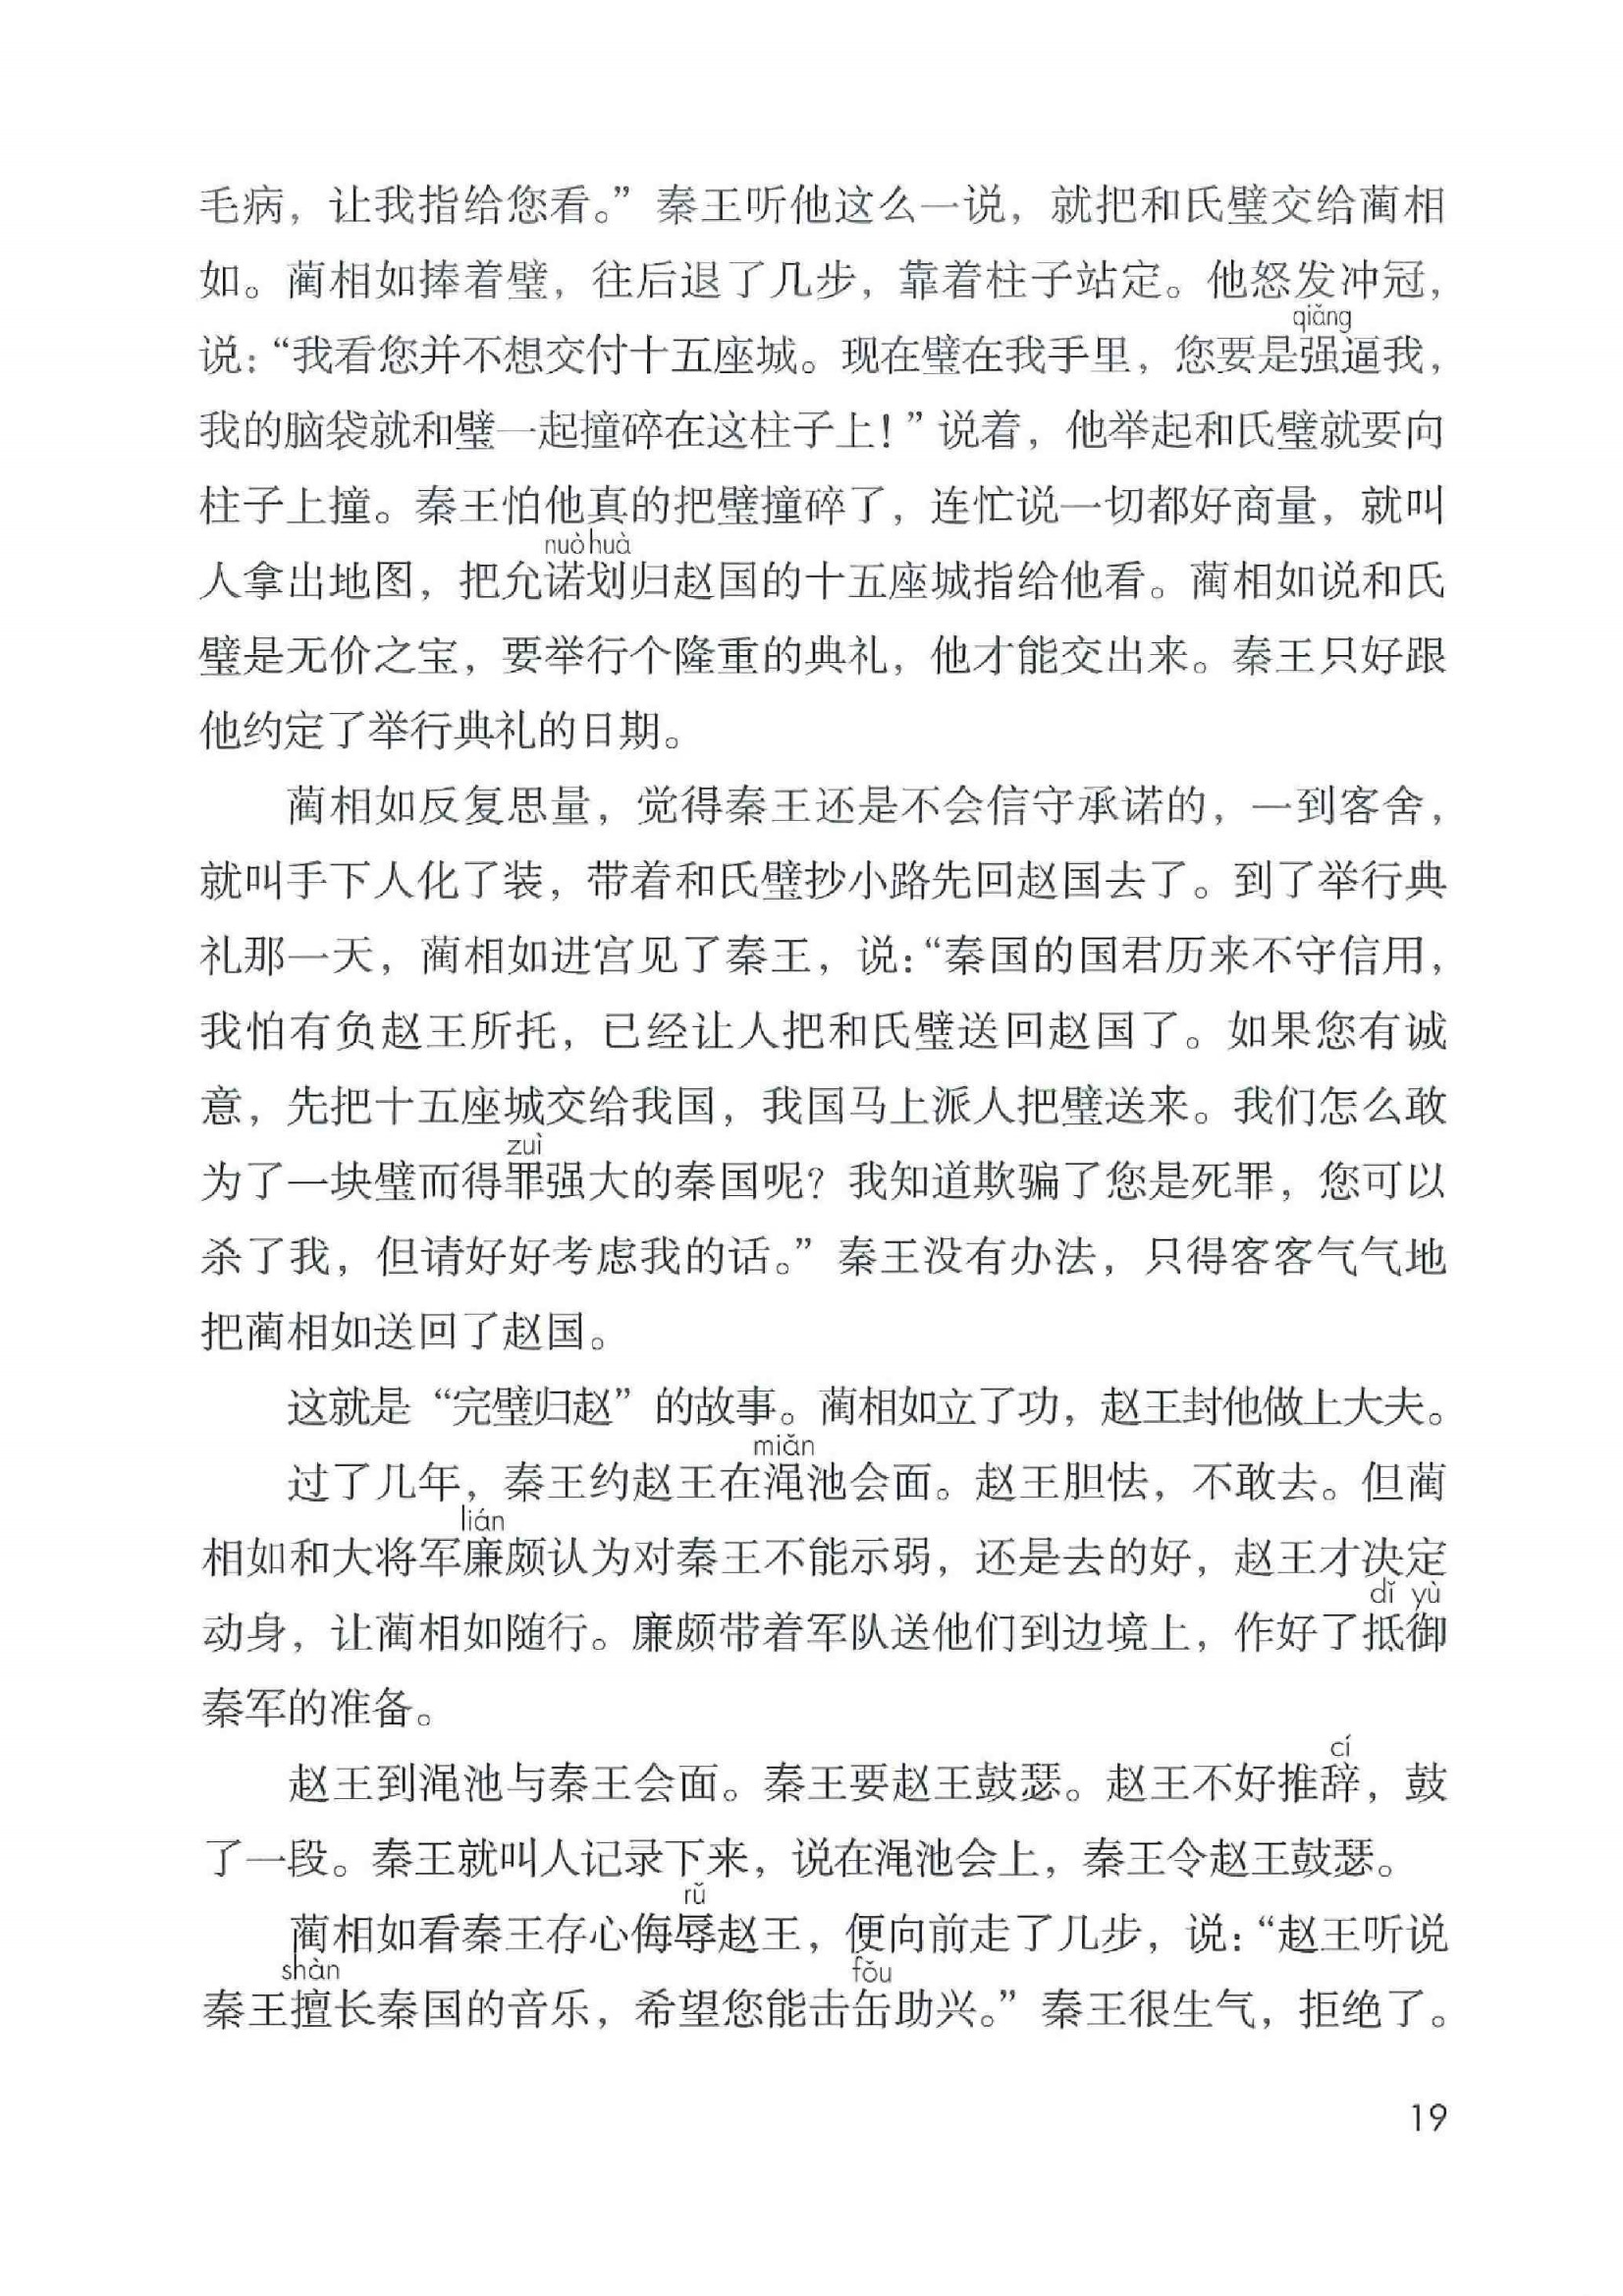 毛病，让我指给您看。”秦王听他这么一说，就把和氏璧交给蔺相
如。蔺相如捧着璧，往后退了几步，靠着柱子站定。他怒发冲冠，
qiǎng
说：“我看您并不想交付十五座城。现在璧在我手里，您要是强逼我，
我的脑袋就和璧一起撞碎在这柱子上！”说着，他举起和氏璧就要向
柱子上撞。秦王怕他真的把璧撞碎了，连忙说一切都好商量，就叫
nuò huà
人拿出地图，把允诺划归赵国的十五座城指给他看。蔺相如说和氏
璧是无价之宝，要举行个隆重的典礼，他才能交出来。秦王只好跟
他约定了举行典礼的日期。
蔺相如反复思量，觉得秦王还是不会信守承诺的，一到客舍，
就叫手下人化了装，带着和氏璧抄小路先回赵国去了。到了举行典
礼那一天，蔺相如进宫见了秦王，说：“秦国的国君历来不守信用，
我怕有负赵王所托，已经让人把和氏璧送回赵国了。如果您有诚
意，先把十五座城交给我国，我国马上派人把璧送来。我们怎么敢
zuì
为了一块璧而得罪强大的秦国呢？我知道欺骗了您是死罪，您可以
杀了我，但请好好考虑我的话。”秦王没有办法，只得客客气气地
把蔺相如送回了赵国。
这就是“完璧归赵”的故事。蔺相如立了功，赵王封他做上大夫。
miǎn
过了几年，秦王约赵王在渑池会面。赵王胆怯，不敢去。但蔺
lián
相如和大将军廉颇认为对秦王不能示弱，还是去的好，赵王才决定
dǐ yù
动身，让蔺相如随行。廉颇带着军队送他们到边境上，作好了抵御
秦军的准备。
cí
赵王到渑池与秦王会面。秦王要赵王鼓瑟。赵王不好推辞，鼓
了一段。秦王就叫人记录下来，说在渑池会上，秦王令赵王鼓瑟。
rǔ
蔺相如看秦王存心侮辱赵王，便向前走了几步，说：“赵王听说
shàn fǒu
秦王擅长秦国的音乐，希望您能击缶助兴。”秦王很生气，拒绝了。
19